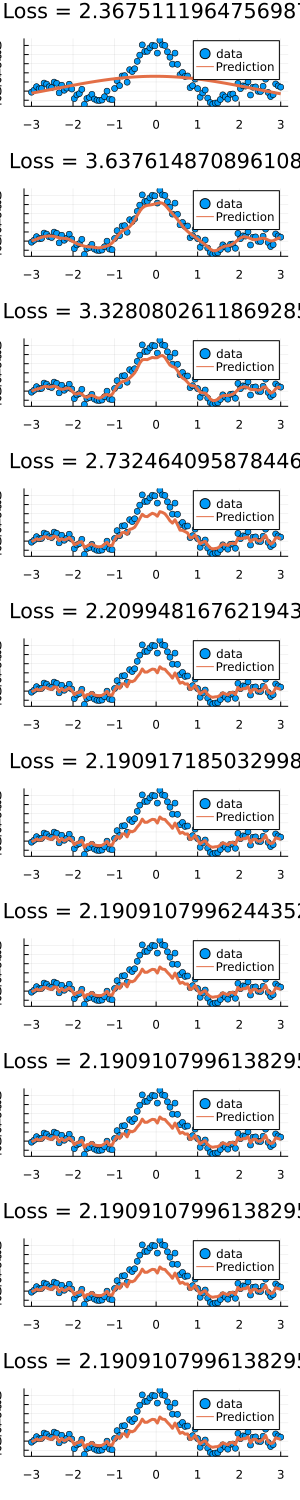 Loss = 2.3675111964756987
data
Prediction
−3 −2 −1 0 1 2 3
Loss = 3.637614870896108
data
Prediction
−3 −2 −1 0 1 2 3
Loss = 3.3280802611869285
data
Prediction
−3 −2 −1 0 1 2 3
Loss = 2.732464095878446
data
Prediction
−3 −2 −1 0 1 2 3
Loss = 2.209948167621943
data
Prediction
−3 −2 −1 0 1 2 3
Loss = 2.190917185032998
data
Prediction
−3 −2 −1 0 1 2 3
Loss = 2.1909107996244352
data
Prediction
−3 −2 −1 0 1 2 3
Loss = 2.1909107996138295
data
Prediction
−3 −2 −1 0 1 2 3
Loss = 2.1909107996138295
data
Prediction
−3 −2 −1 0 1 2 3
Loss = 2.1909107996138295
data
Prediction
−3 −2 −1 0 1 2 3